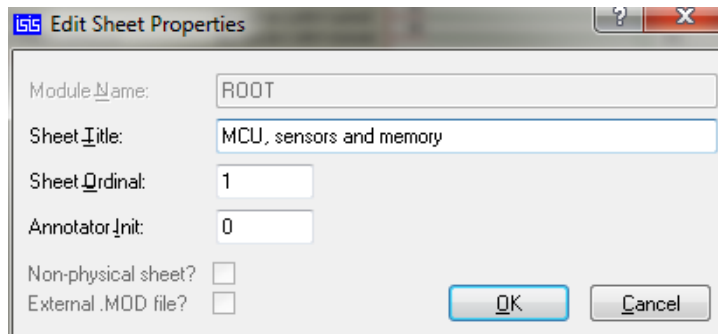 ISIS Edit Sheet Properties ? X
Module Name: ROOT
Sheet Title: MCU, sensors and memory
Sheet Ordinal: 1
Annotator Init: 0
Non-physical sheet?
External .MOD file?
OK Cancel